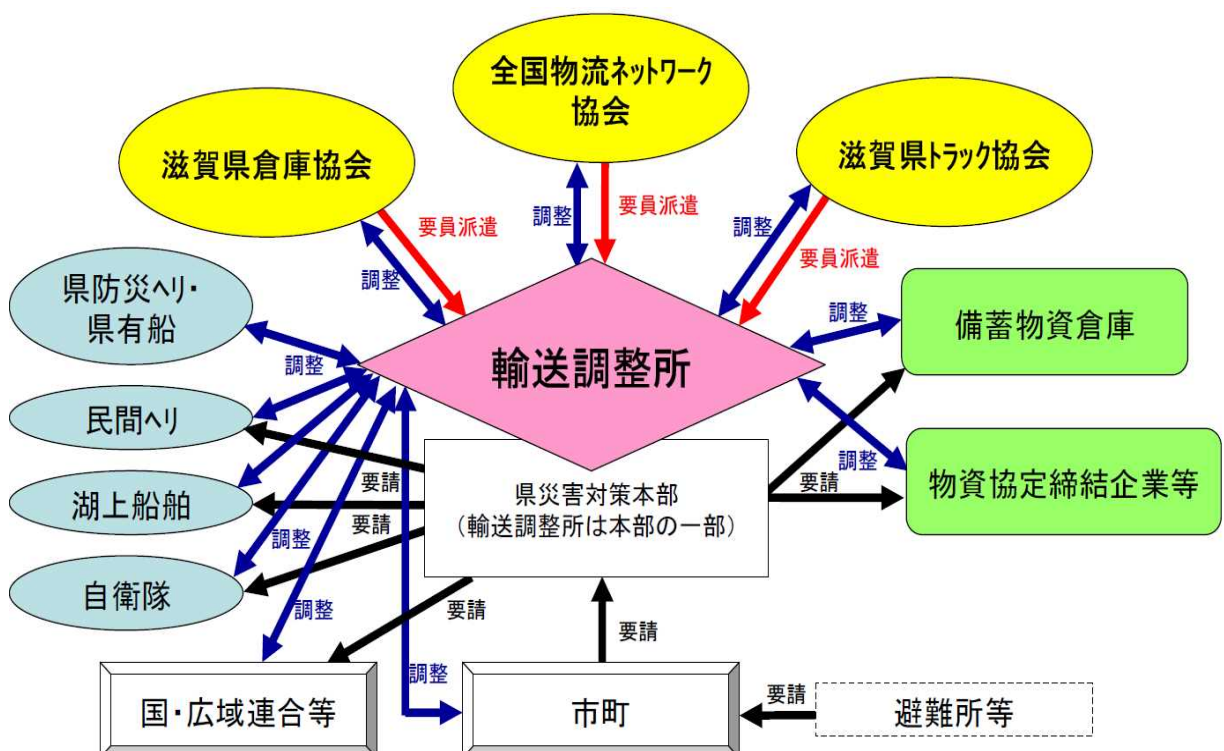 全国物流ネットワーク
協会
滋賀県倉庫協会
滋賀県トラック協会
要員派遣
調整
調整
要員派遣
調整
要員派遣
県防災ヘリ・
県有船
調整
備蓄物資倉庫
輸送調整所
調整
民間ヘリ
調整
物資協定締結企業等
要請
要請
湖上船舶
県災害対策本部
(輸送調整所は本部の一部)
要請
調整
自衛隊
調整
要請
要請
調整
国・広域連合等
市町
要請
避難所等